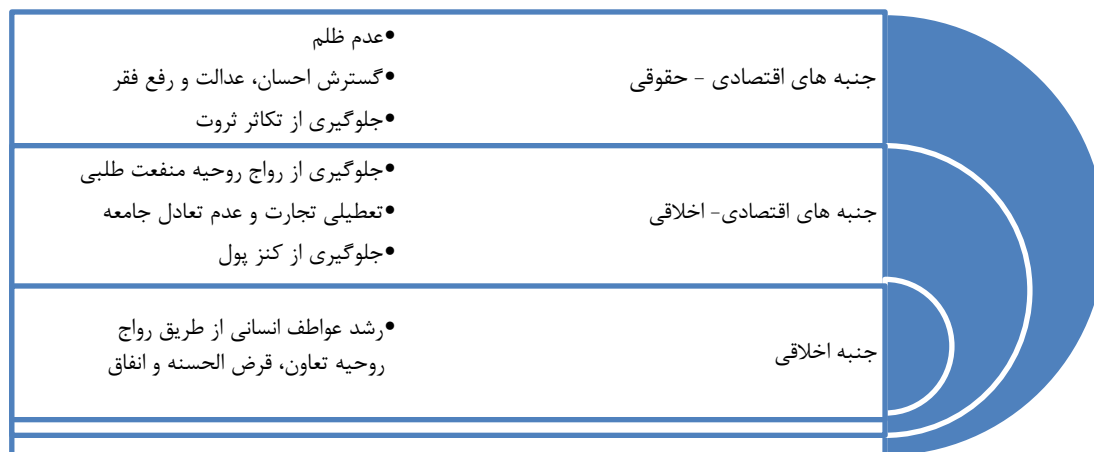 جنبه های اقتصادی - حقوقی
•عدم ظلم
•گسترش احسان، عدالت و رفع فقر
•جلوگیری از تکاثر ثروت
جنبه های اقتصادی- اخلاقی
•جلوگیری از رواج روحیه منفعت طلبی
•تعطیلی تجارت و عدم تعادل جامعه
•جلوگیری از کنز پول
جنبه اخلاقی
•رشد عواطف انسانی از طریق رواج
روحیه تعاون، قرض الحسنه و انفاق